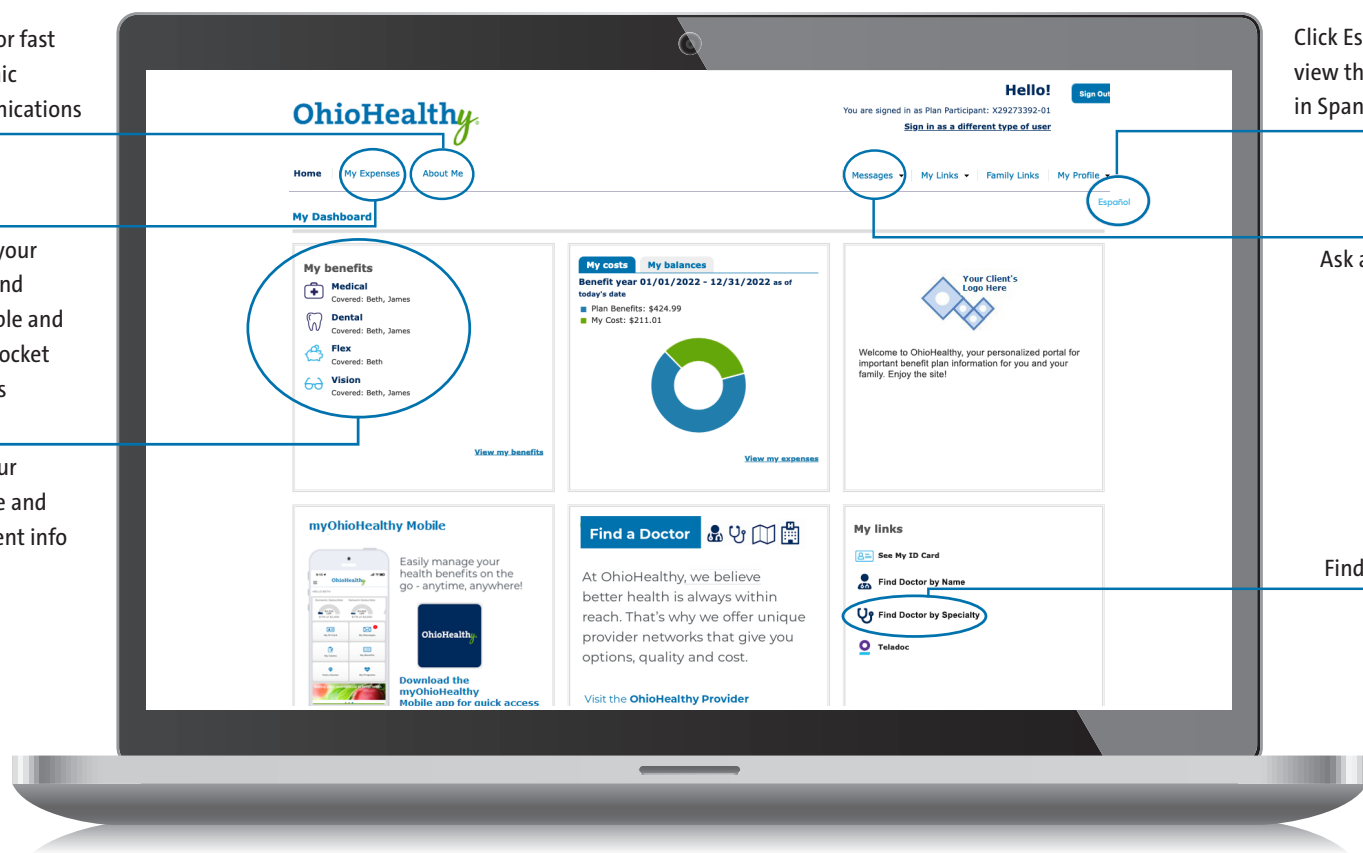 or fast
ic
nications
your
nd
ble and
ocket
s
ur
e and
ent info
OhioHealthy
Hello!
Sign Out
You are signed in as Plan Participant: X29273392-01
Sign in as a different type of user
Home My Expenses About Me
Messages My Links Family Links My Profile
Español
My Dashboard
My benefits
Medical
Covered: Beth, James
Dental
Covered: Beth, James
Flex
Covered: Beth
Vision
Covered: Beth, James
View my benefits
My costs My balances
Benefit year 01/01/2022 - 12/31/2022 as of
today's date
Plan Benefits: $424.99
My Cost: $211.01
View my expenses
Your Client's
Logo Here
Welcome to OhioHealthy, your personalized portal for
important benefit plan information for you and your
family. Enjoy the site!
myOhioHealthy Mobile
OhioHealthy
Easily manage your
health benefits on the
go - anytime, anywhere!
OhioHealthy
Download the
myOhioHealthy
Mobile app for quick access
Find a Doctor
At OhioHealthy, we believe
better health is always within
reach. That's why we offer unique
provider networks that give you
options, quality and cost.
Visit the OhioHealthy Provider
My links
See My ID Card
Find Doctor by Name
Find Doctor by Specialty
Teladoc
Click Es
view th
in Span
Ask a
Find